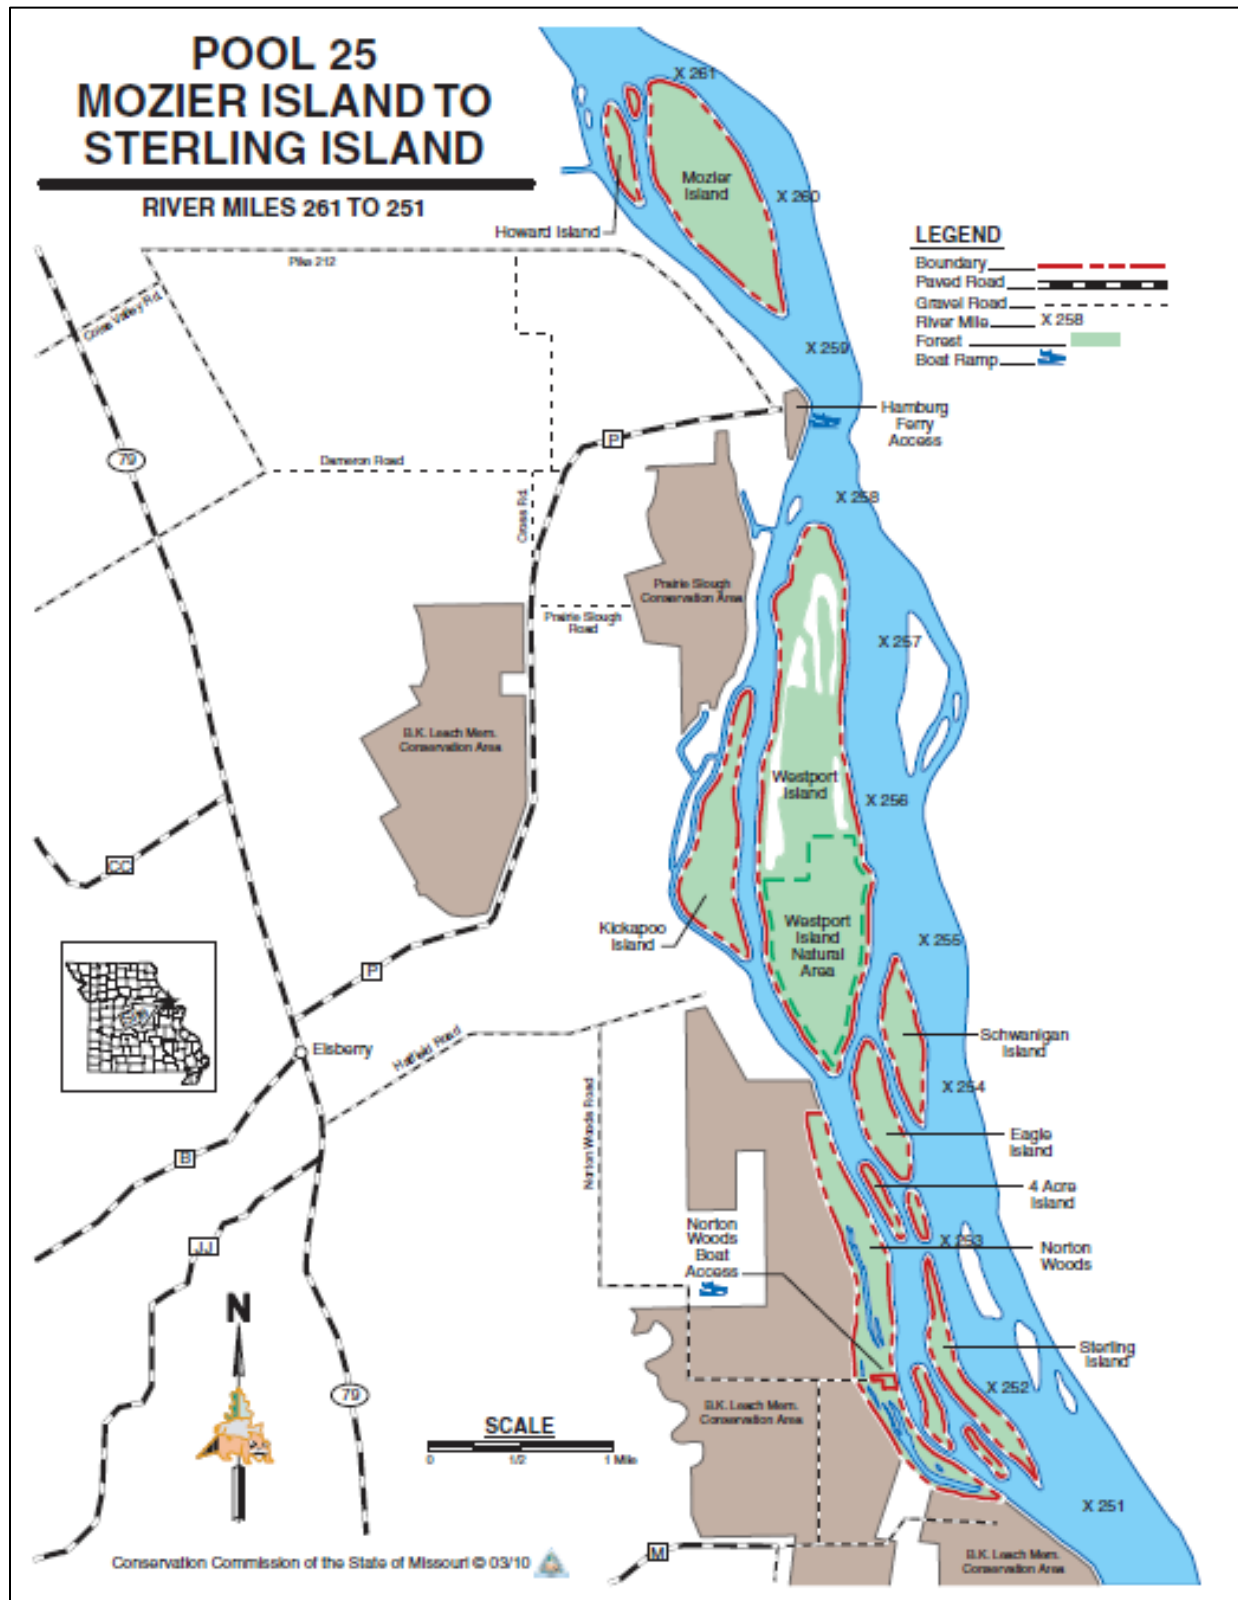 POOL 25
MOZIER ISLAND TO
STERLING ISLAND
RIVER MILES 261 TO 251
X 261
Mozier
Island
X 260
Howard Island
Pike 212
Cross Valley Rd.
LEGEND
Boundary
Paved Road
Gravel Road
River Mile X 258
Forest
Boat Ramp
X 259
Hamburg
Ferry
Access
P
79
Dameron Road
Cross Rd.
X 258
Prairie Slough
Conservation Area
Prairie Slough
Road
X 257
B.K. Leach Mem.
Conservation Area
Westport
Island
X 256
CC
Kickapoo
Island
Westport
Island
Natural
Area
X 255
P
Elsberry
Hatfield Road
Schwanigan
Island
X 254
Norton Woods Road
Eagle
Island
B
4 Acre
Island
Norton
Woods
Boat
Access
X 253
Norton
Woods
JJ
N
Sterling
Island
X 252
79
B.K. Leach Mem.
Conservation Area
SCALE
0 1/2 1 Mile
X 251
M
B.K. Leach Mem.
Conservation Area
Conservation Commission of the State of Missouri © 03/10